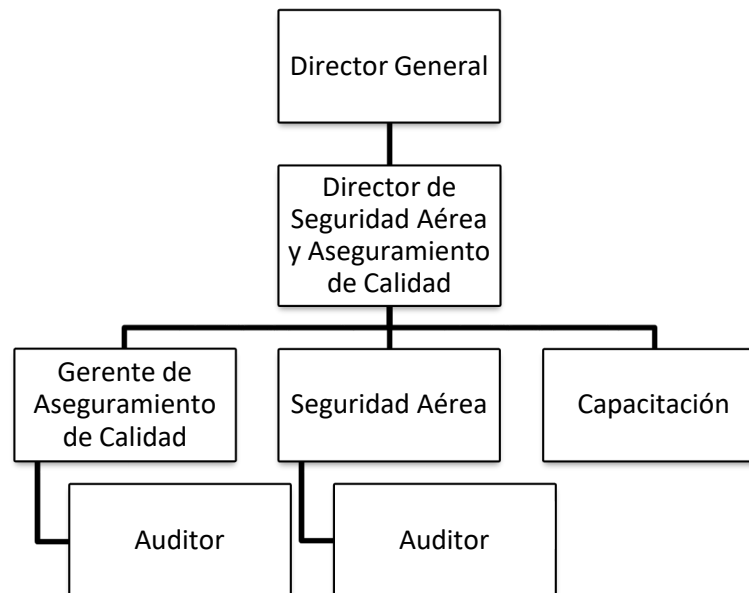 Director General
Director de
Seguridad Aérea
y Aseguramiento
de Calidad
Gerente de
Aseguramiento
de Calidad
Seguridad Aérea
Capacitación
Auditor
Auditor